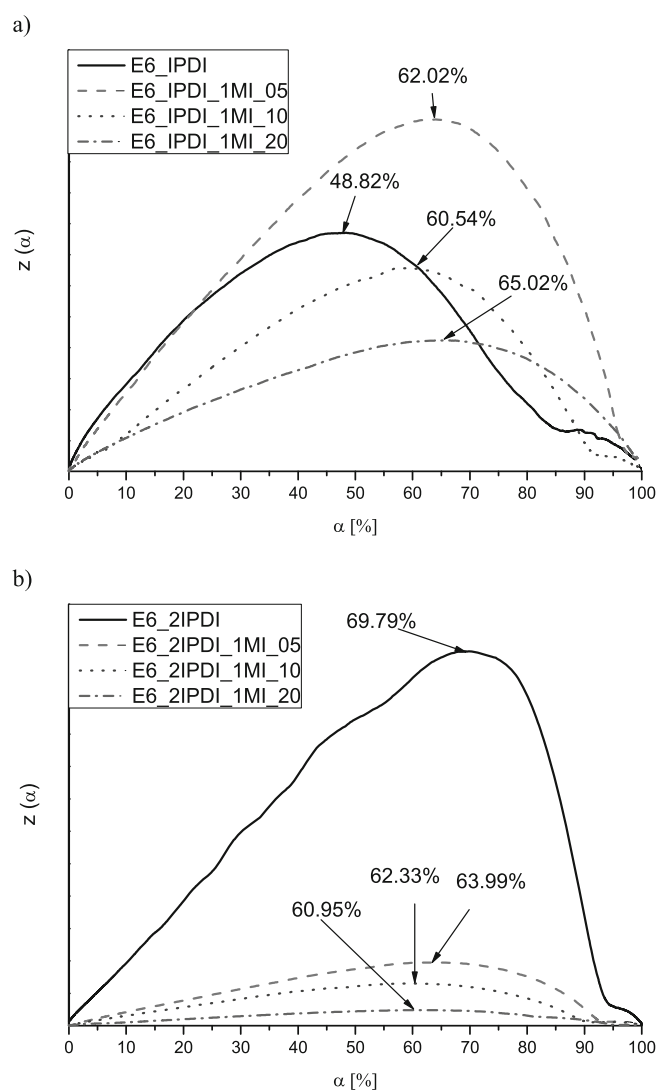 a)
E6_IPDI
E6_IPDI_1MI_05
E6_IPDI_1MI_10
E6_IPDI_1MI_20
62.02%
48.82%
60.54%
65.02%
z (α)
0 10 20 30 40 50 60 70 80 90 100
α [%]
b)
E6_2IPDI
E6_2IPDI_1MI_05
E6_2IPDI_1MI_10
E6_2IPDI_1MI_20
69.79%
62.33%
63.99%
60.95%
z (α)
0 10 20 30 40 50 60 70 80 90 100
α [%]